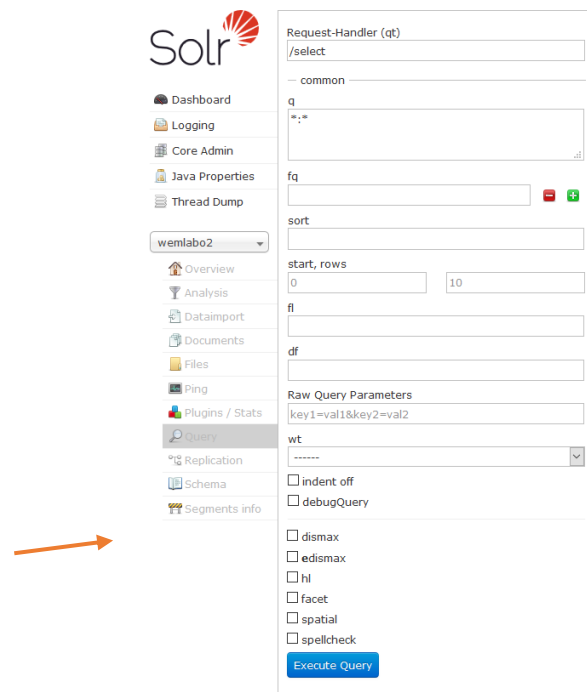 Solr
Dashboard
Logging
Core Admin
Java Properties
Thread Dump
wemlabo2
Overview
Analysis
Dataimport
Documents
Files
Ping
Plugins / Stats
Query
Replication
Schema
Segments info
Request-Handler (qt)
/select
common
q
*:*
fq
sort
start, rows
0 10
fl
df
Raw Query Parameters
key1=val1&key2=val2
wt
------
indent off
debugQuery
dismax
edismax
hl
facet
spatial
spellcheck
Execute Query